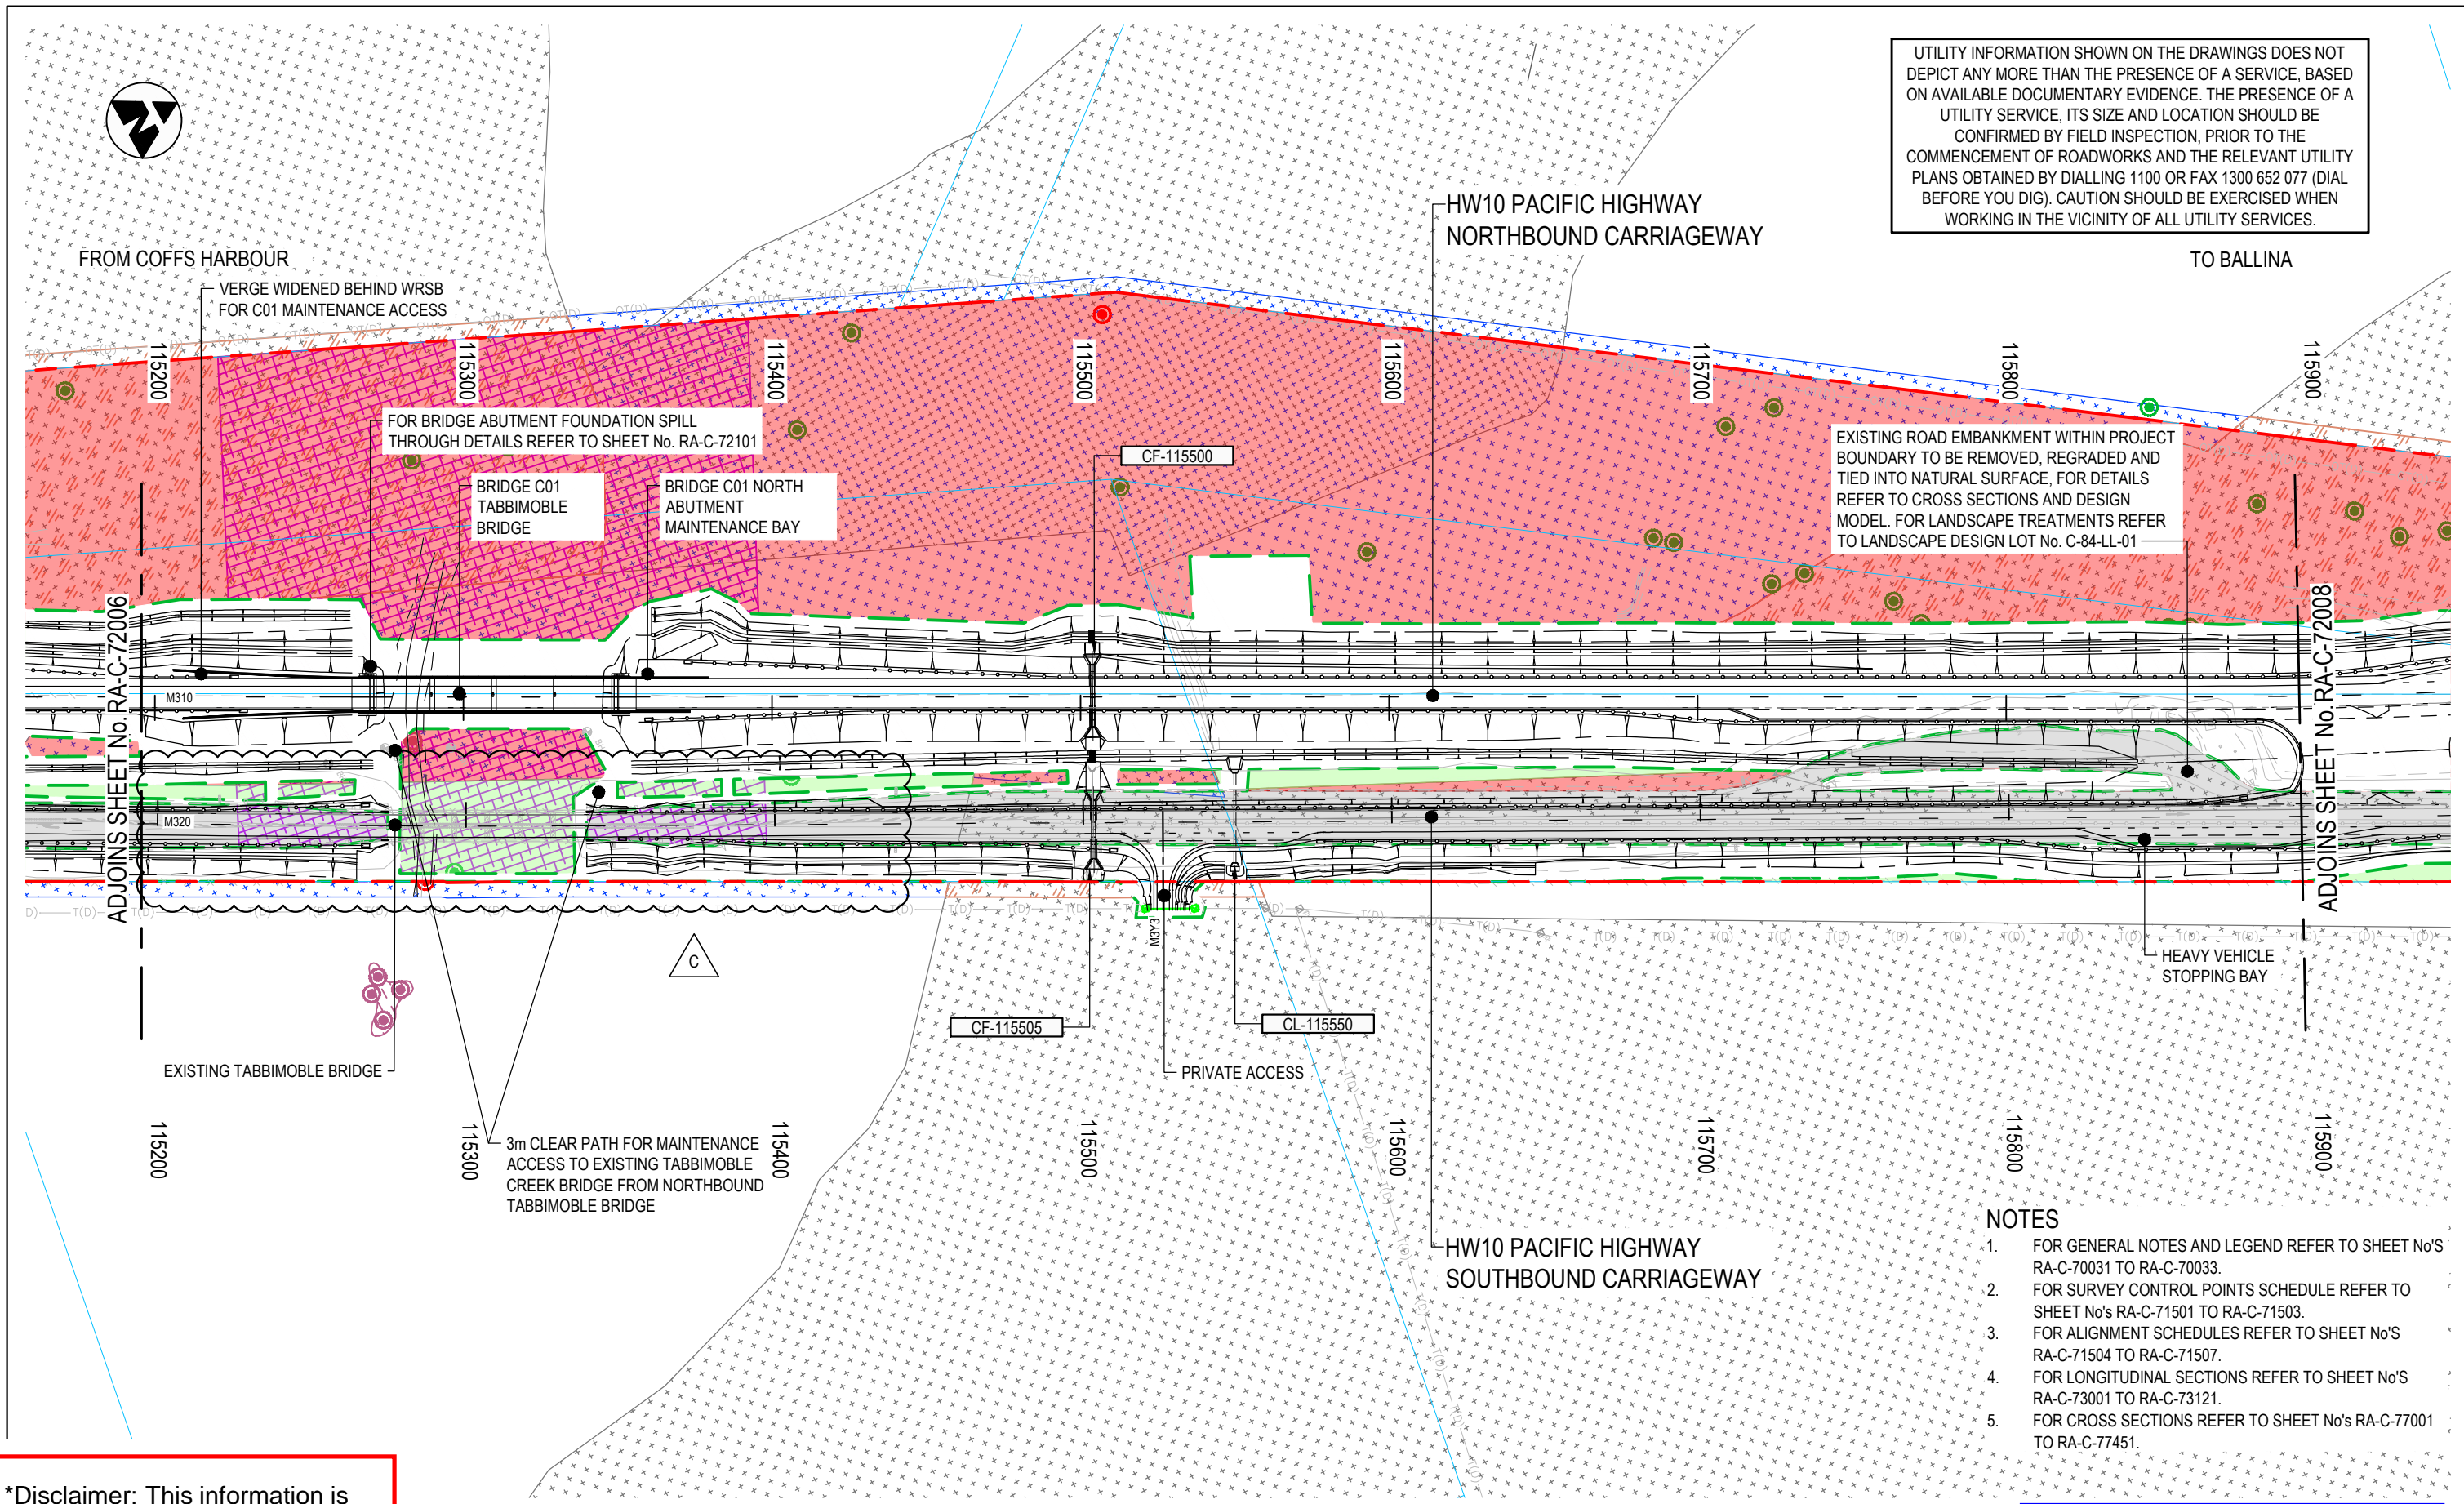 UTILITY INFORMATION SHOWN ON THE DRAWINGS DOES NOT
DEPICT ANY MORE THAN THE PRESENCE OF A SERVICE, BASED
ON AVAILABLE DOCUMENTARY EVIDENCE. THE PRESENCE OF A
UTILITY SERVICE, ITS SIZE AND LOCATION SHOULD BE
CONFIRMED BY FIELD INSPECTION, PRIOR TO THE
COMMENCEMENT OF ROADWORKS AND THE RELEVANT UTILITY
PLANS OBTAINED BY DIALLING 1100 OR FAX 1300 652 077 (DIAL
BEFORE YOU DIG). CAUTION SHOULD BE EXERCISED WHEN
WORKING IN THE VICINITY OF ALL UTILITY SERVICES.
HW10 PACIFIC HIGHWAY
NORTHBOUND CARRIAGEWAY
FROM COFFS HARBOUR
TO BALLINA
VERGE WIDENED BEHIND WRSB
FOR C01 MAINTENANCE ACCESS
115200
115300
115400
115500
115600
115700
115800
115900
FOR BRIDGE ABUTMENT FOUNDATION SPILL
THROUGH DETAILS REFER TO SHEET No. RA-C-72101
CF-115500
BRIDGE C01
TABBIMOBLE
BRIDGE
BRIDGE C01 NORTH
ABUTMENT
MAINTENANCE BAY
EXISTING ROAD EMBANKMENT WITHIN PROJECT
BOUNDARY TO BE REMOVED, REGRADED AND
TIED INTO NATURAL SURFACE, FOR DETAILS
REFER TO CROSS SECTIONS AND DESIGN
MODEL. FOR LANDSCAPE TREATMENTS REFER
TO LANDSCAPE DESIGN LOT No. C-84-LL-01
ADJOINS SHEET No. RA-C-72006
ADJOINS SHEET No. RA-C-72008
M310
M320
M3Y3
C
HEAVY VEHICLE
STOPPING BAY
CF-115505
CL-115550
EXISTING TABBIMOBLE BRIDGE
PRIVATE ACCESS
115200
115300
115400
115500
115600
115700
115800
115900
3m CLEAR PATH FOR MAINTENANCE
ACCESS TO EXISTING TABBIMOBLE
CREEK BRIDGE FROM NORTHBOUND
TABBIMOBLE BRIDGE
HW10 PACIFIC HIGHWAY
SOUTHBOUND CARRIAGEWAY
NOTES
1. FOR GENERAL NOTES AND LEGEND REFER TO SHEET No'S
RA-C-70031 TO RA-C-70033.
2. FOR SURVEY CONTROL POINTS SCHEDULE REFER TO
SHEET No's RA-C-71501 TO RA-C-71503.
3. FOR ALIGNMENT SCHEDULES REFER TO SHEET No'S
RA-C-71504 TO RA-C-71507.
4. FOR LONGITUDINAL SECTIONS REFER TO SHEET No'S
RA-C-73001 TO RA-C-73121.
5. FOR CROSS SECTIONS REFER TO SHEET No's RA-C-77001
TO RA-C-77451.
*Disclaimer: This information is